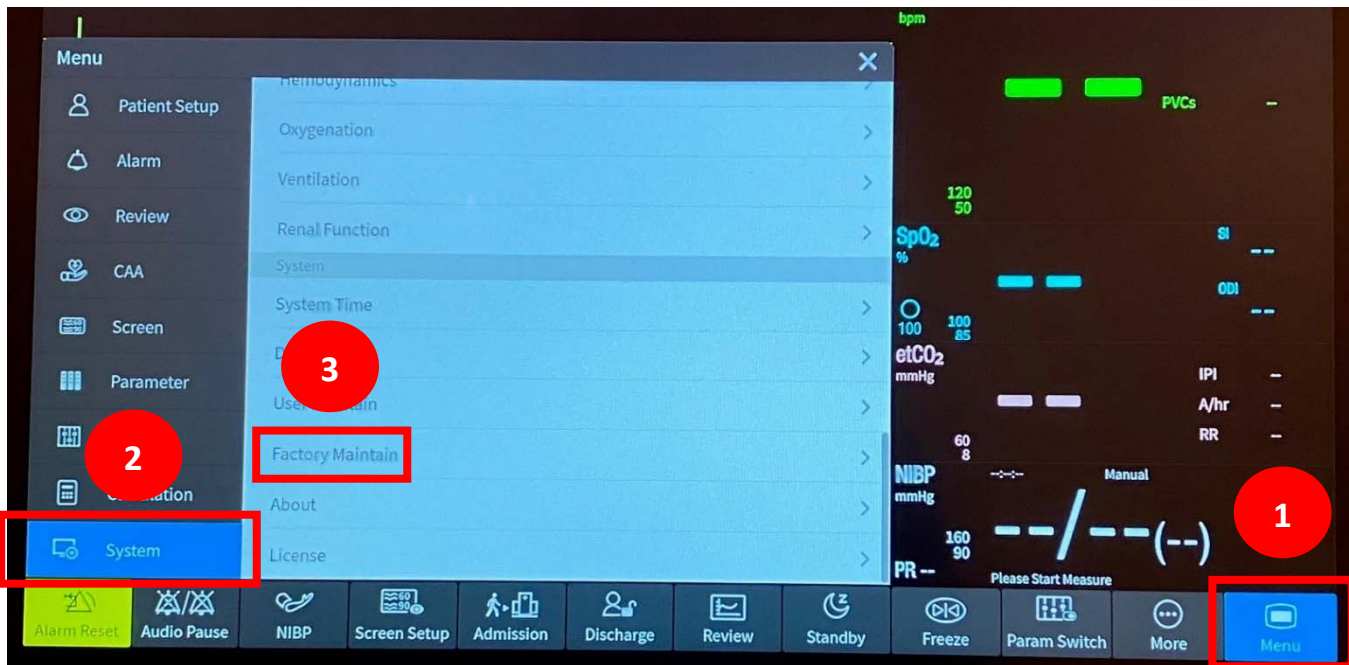 bpm
Menu
Hemodynamics
Patient Setup
Oxygenation
PVCs
--
Alarm
Ventilation
120
50
Review
Renal Function
SpO2
%
SI
--
CAA
System
ODI
--
System Time
100
100
85
Screen
3
etCO2
mmHg
IPI
--
Parameter
A/hr
--
RR
--
60
8
2
Factory Maintain
NIBP
mmHg
--:--:--
Manual
1
About
160
90
--/--(--)
System
License
PR --
Please Start Measure
Alarm Reset
Audio Pause
NIBP
Screen Setup
Admission
Discharge
Review
Standby
Freeze
Param Switch
More
Menu